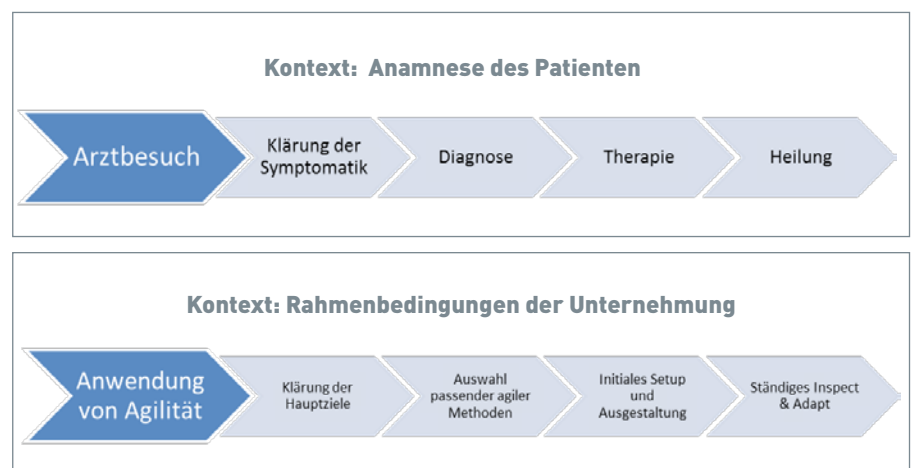 Kontext:  Anamnese des Patienten
Arztbesuch
Klärung der
Symptomatik
Diagnose
Therapie
Heilung
Kontext: Rahmenbedingungen der Unternehmung
Anwendung
von Agilität
Klärung der
Hauptziele
Auswahl
passender agiler
Methoden
Initiales Setup
und
Ausgestaltung
Ständiges Inspect
& Adapt